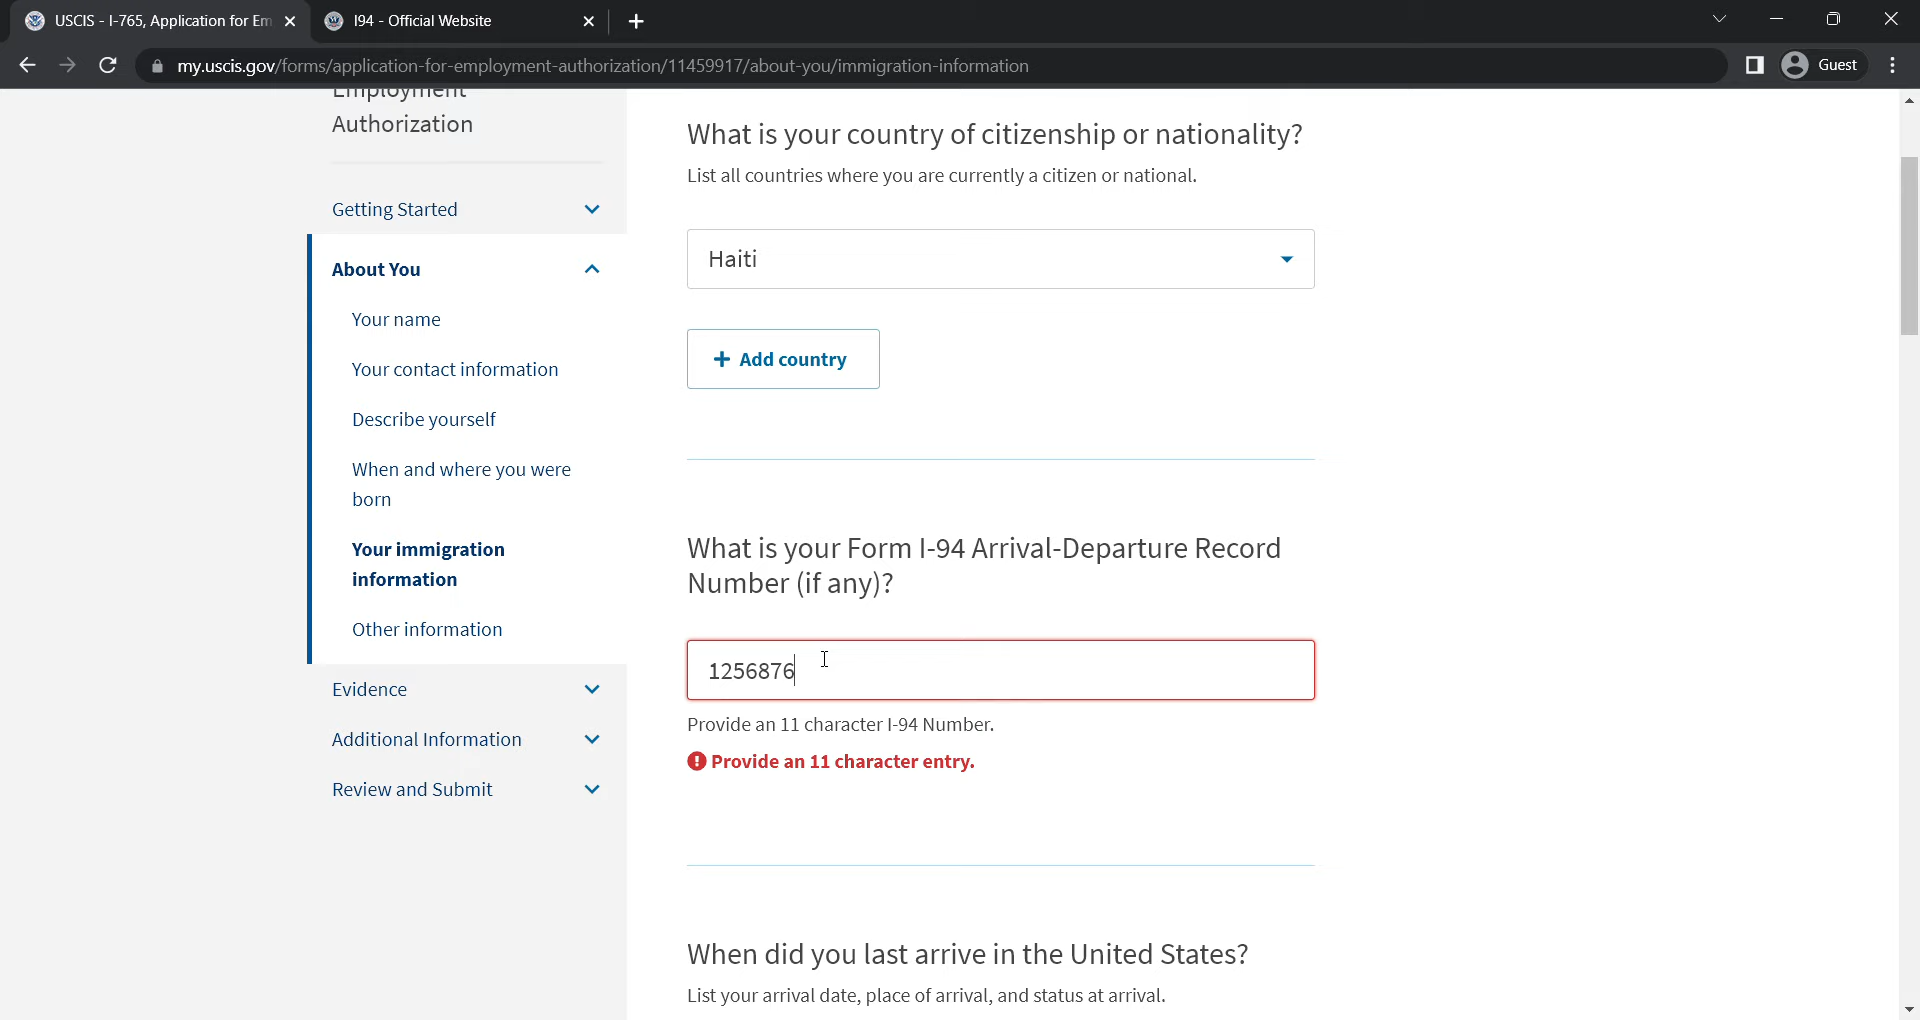 USCIS - I-765, Application for Em
I94 - Official Website
my.uscis.gov/forms/application-for-employment-authorization/11459917/about-you/immigration-information
Guest
Employment
Authorization
Getting Started
About You
Your name
Your contact information
Describe yourself
When and where you were
born
Your immigration
information
Other information
Evidence
Additional Information
Review and Submit
What is your country of citizenship or nationality?
List all countries where you are currently a citizen or national.
Haiti
+ Add country
What is your Form I-94 Arrival-Departure Record
Number (if any)?
1256876
Provide an 11 character I-94 Number.
Provide an 11 character entry.
When did you last arrive in the United States?
List your arrival date, place of arrival, and status at arrival.